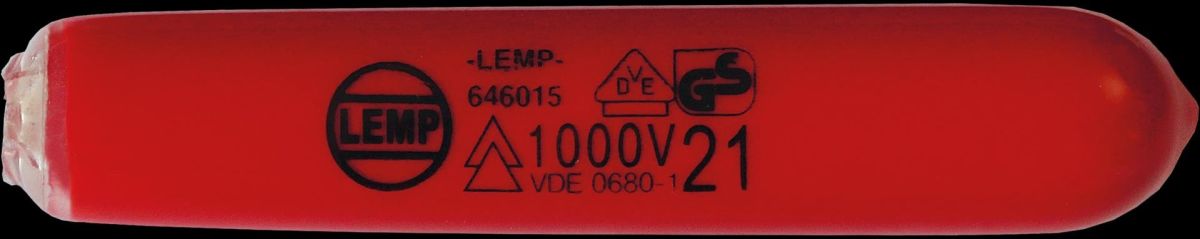 LEMP
-LEMP-
646015
DVE
GS
1000V
VDE 0680-1
21